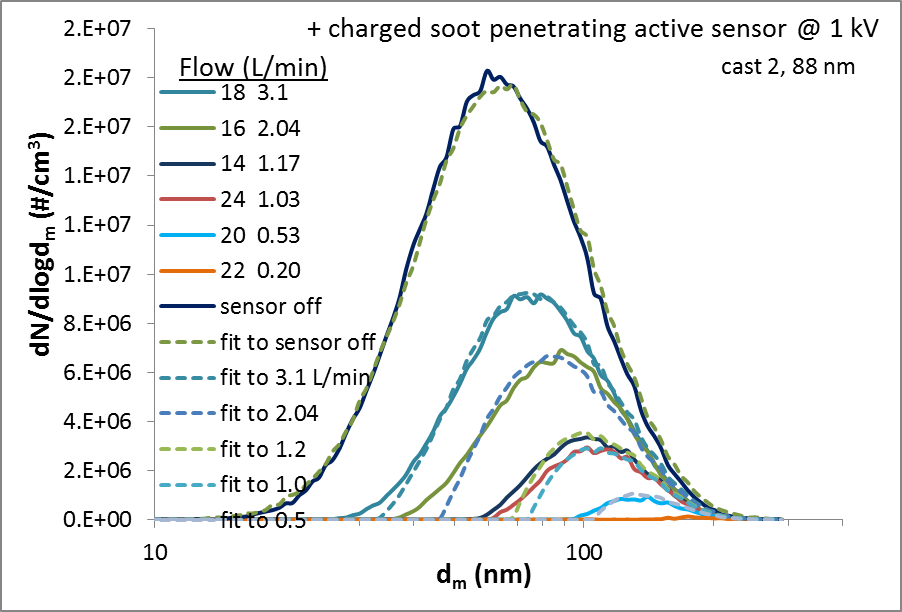 + charged soot penetrating active sensor @ 1 kV
cast 2, 88 nm
Flow (L/min)
18 3.1
16 2.04
14 1.17
24 1.03
20 0.53
22 0.20
sensor off
fit to sensor off
fit to 3.1 L/min
fit to 2.04
fit to 1.2
fit to 1.0
fit to 0.5
dN/dlogdm (#/cm3)
2.E+07
2.E+07
2.E+07
1.E+07
1.E+07
1.E+07
8.E+06
6.E+06
4.E+06
2.E+06
0.E+00
10
100
dm (nm)